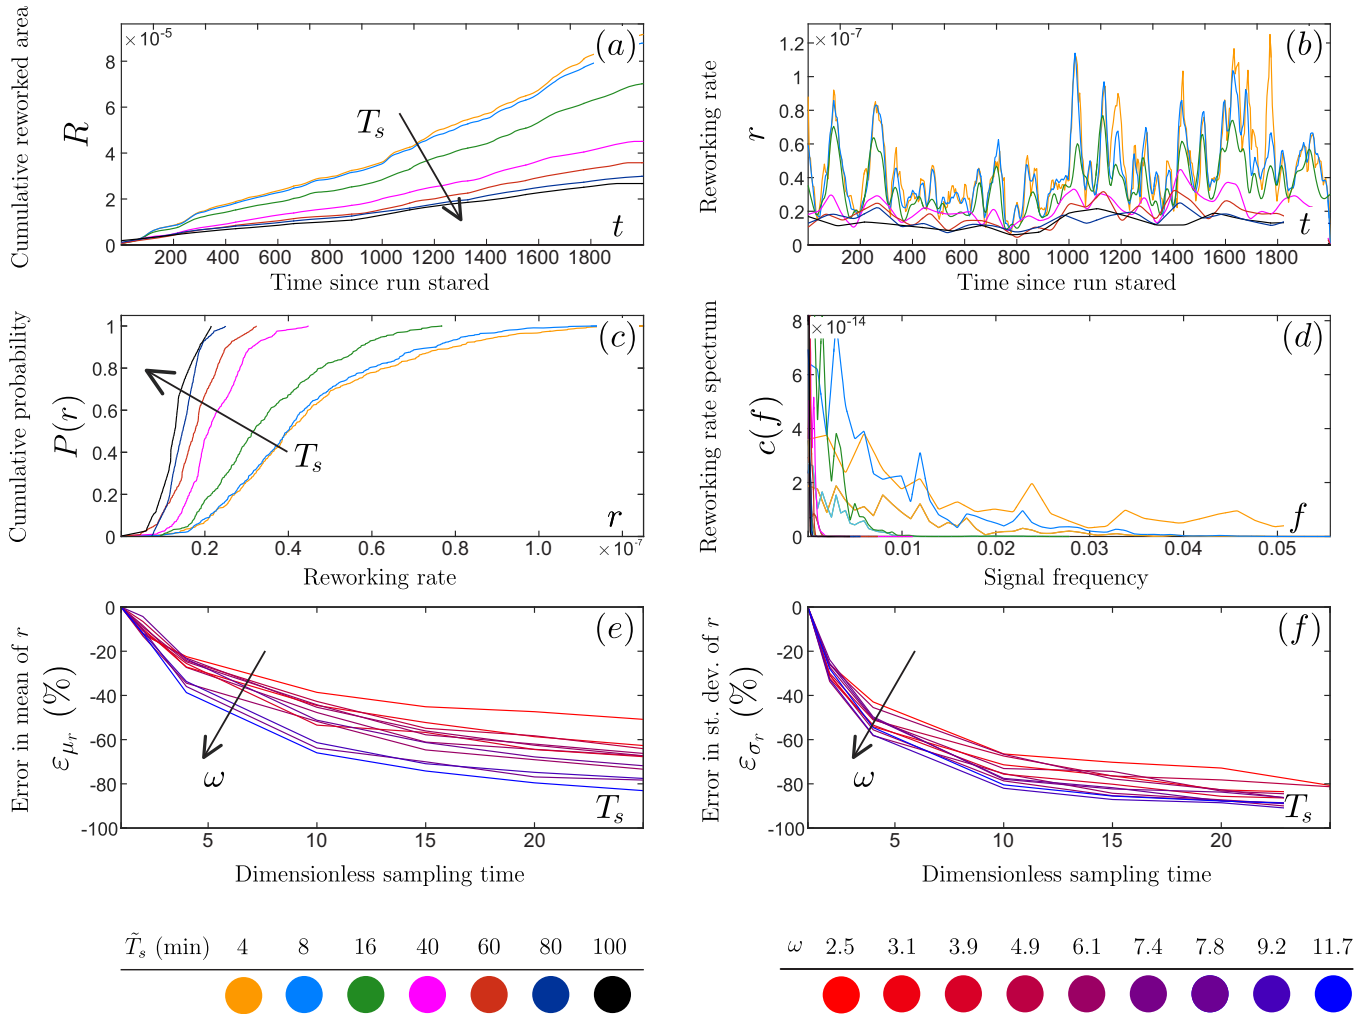 Cumulative reworked area
R
× 10⁻⁵
(a)
8
6
4
2
0
T_s
t
200 400 600 800 1000 1200 1400 1600 1800
Time since run stared
Reworking rate
r
×10⁻⁷
(b)
1.2
1
0.8
0.6
0.4
0.2
0
t
200 400 600 800 1000 1200 1400 1600 1800
Time since run stared
Cumulative probability
P(r)
(c)
1
0.8
0.6
0.4
0.2
0
T_s
r
0.2 0.4 0.6 0.8 1.0 × 10⁻⁷
Reworking rate
Reworking rate spectrum
c(f)
×10⁻¹⁴
(d)
8
6
4
2
0
f
0.01 0.02 0.03 0.04 0.05
Signal frequency
Error in mean of r
ε_{μ_r} (%)
(e)
0
-20
-40
-60
-80
-100
ω
T_s
5 10 15 20
Dimensionless sampling time
Error in st. dev. of r
ε_{σ_r} (%)
(f)
0
-20
-40
-60
-80
-100
ω
T_s
5 10 15 20
Dimensionless sampling time
T̃_s (min) 4 8 16 40 60 80 100
ω 2.5 3.1 3.9 4.9 6.1 7.4 7.8 9.2 11.7